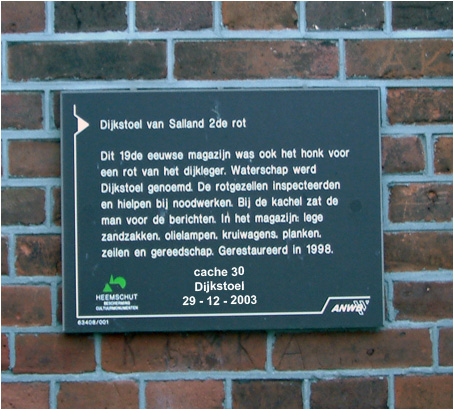 Dijkstoel van Salland 2de rot
Dit 19de eeuwse magazijn was ook het honk voor
een rot van het dijkleger. Waterschap werd
Dijkstoel genoemd. De rotgezellen inspecteerden
en hielpen bij noodwerken. Bij de kachel zat de
man voor de berichten. In het magazijn: lege
zandzakken, olielampen, kruiwagens, planken,
zeilen en gereedschap. Gerestaureerd in 1998.
cache 30
Dijkstoel
29 - 12 - 2003
HEEMSCHUT
BESCHERMING
CULTUURMONUMENTEN
ANWB
63408/001